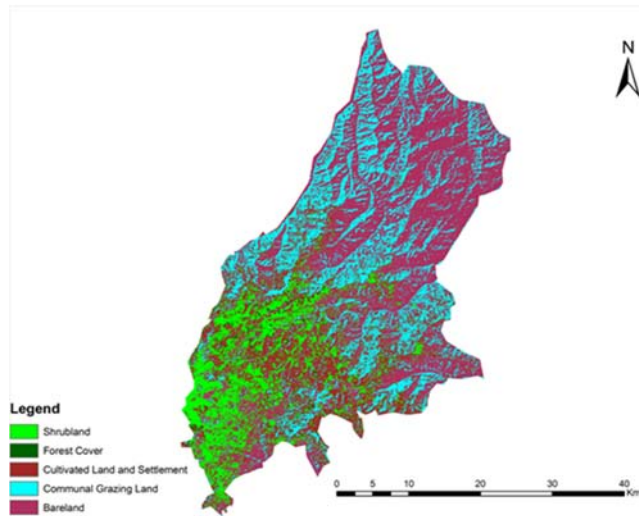 N
Legend
Shrubland
Forest Cover
Cultivated Land and Settlement
Communal Grazing Land
Bareland
0 5 10 20 30 40
Km